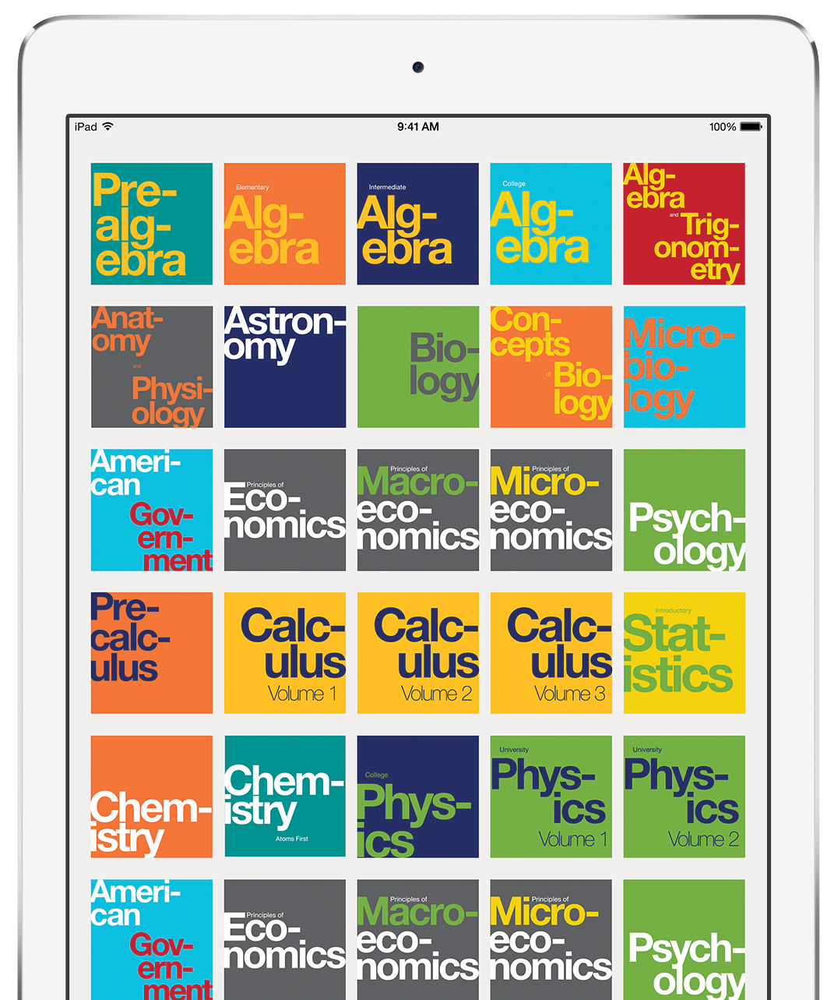 iPad 9:41 AM 100%
Pre-
alg-
ebra
Elementary
Alg-
ebra
Intermediate
Alg-
ebra
College
Alg-
ebra
Alg-
ebra
and
Trig-
onom-
etry
Anat-
omy
and
Physi-
ology
Astron-
omy
Bio-
logy
Con-
cepts
of
Bio-
logy
Micro-
bio-
logy
Ameri-
can
Gov-
ern-
ment
Principles of
Eco-
nomics
Principles of
Macro-
eco-
nomics
Principles of
Micro-
eco-
nomics
Psych-
ology
Pre-
calc-
ulus
Calc-
ulus
Volume 1
Calc-
ulus
Volume 2
Calc-
ulus
Volume 3
Introductory
Stat-
istics
Chem-
istry
Chem-
istry
Atoms First
College
Phys-
ics
University
Phys-
ics
Volume 1
University
Phys-
ics
Volume 2
Ameri-
can
Gov-
ern-
ment
Principles of
Eco-
nomics
Principles of
Macro-
eco-
nomics
Principles of
Micro-
eco-
nomics
Psych-
ology